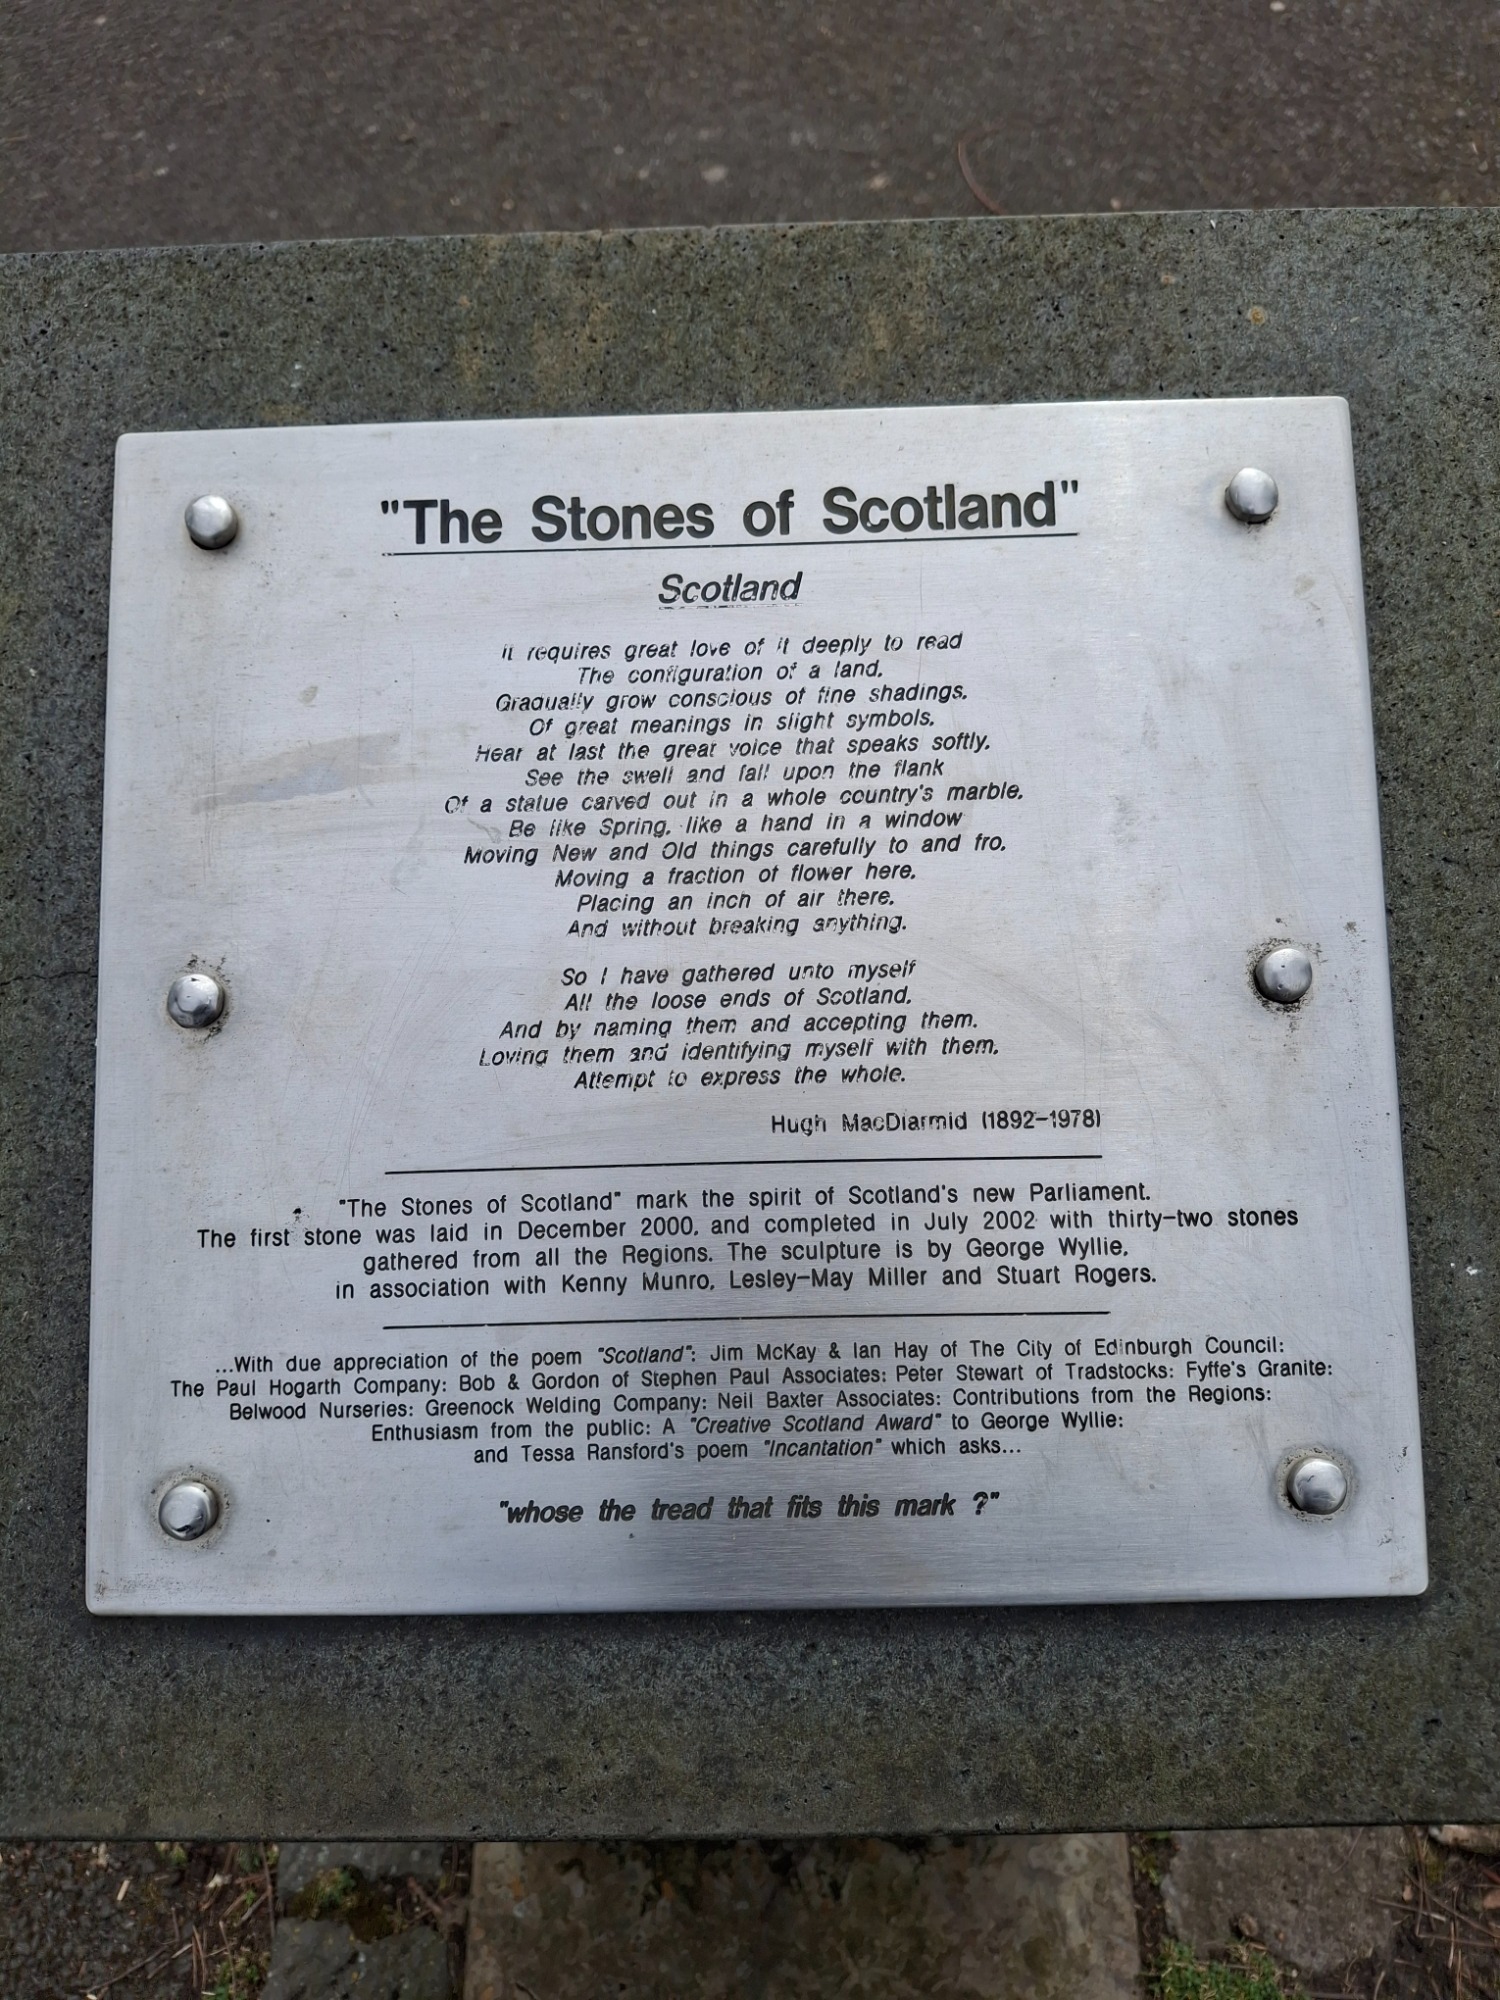 "The Stones of Scotland"
Scotland
It requires great love of it deeply to read
The configuration of a land,
Gradually grow conscious of fine shadings,
Of great meanings in slight symbols,
Hear at last the great voice that speaks softly,
See the swell and fall upon the flank
Of a statue carved out in a whole country's marble,
Be like Spring, like a hand in a window
Moving New and Old things carefully to and fro,
Moving a fraction of flower here,
Placing an inch of air there,
And without breaking anything.
So I have gathered unto myself
All the loose ends of Scotland,
And by naming them and accepting them,
Loving them and identifying myself with them,
Attempt to express the whole.
Hugh MacDiarmid (1892-1978)
"The Stones of Scotland" mark the spirit of Scotland's new Parliament.
The first stone was laid in December 2000, and completed in July 2002 with thirty-two stones
gathered from all the Regions. The sculpture is by George Wyllie,
in association with Kenny Munro, Lesley-May Miller and Stuart Rogers.
...With due appreciation of the poem "Scotland": Jim McKay & Ian Hay of The City of Edinburgh Council:
The Paul Hogarth Company: Bob & Gordon of Stephen Paul Associates: Peter Stewart of Tradstocks: Fyffe's Granite:
Belwood Nurseries: Greenock Welding Company: Neil Baxter Associates: Contributions from the Regions:
Enthusiasm from the public: A "Creative Scotland Award" to George Wyllie:
and Tessa Ransford's poem "Incantation" which asks...
"whose the tread that fits this mark ?"